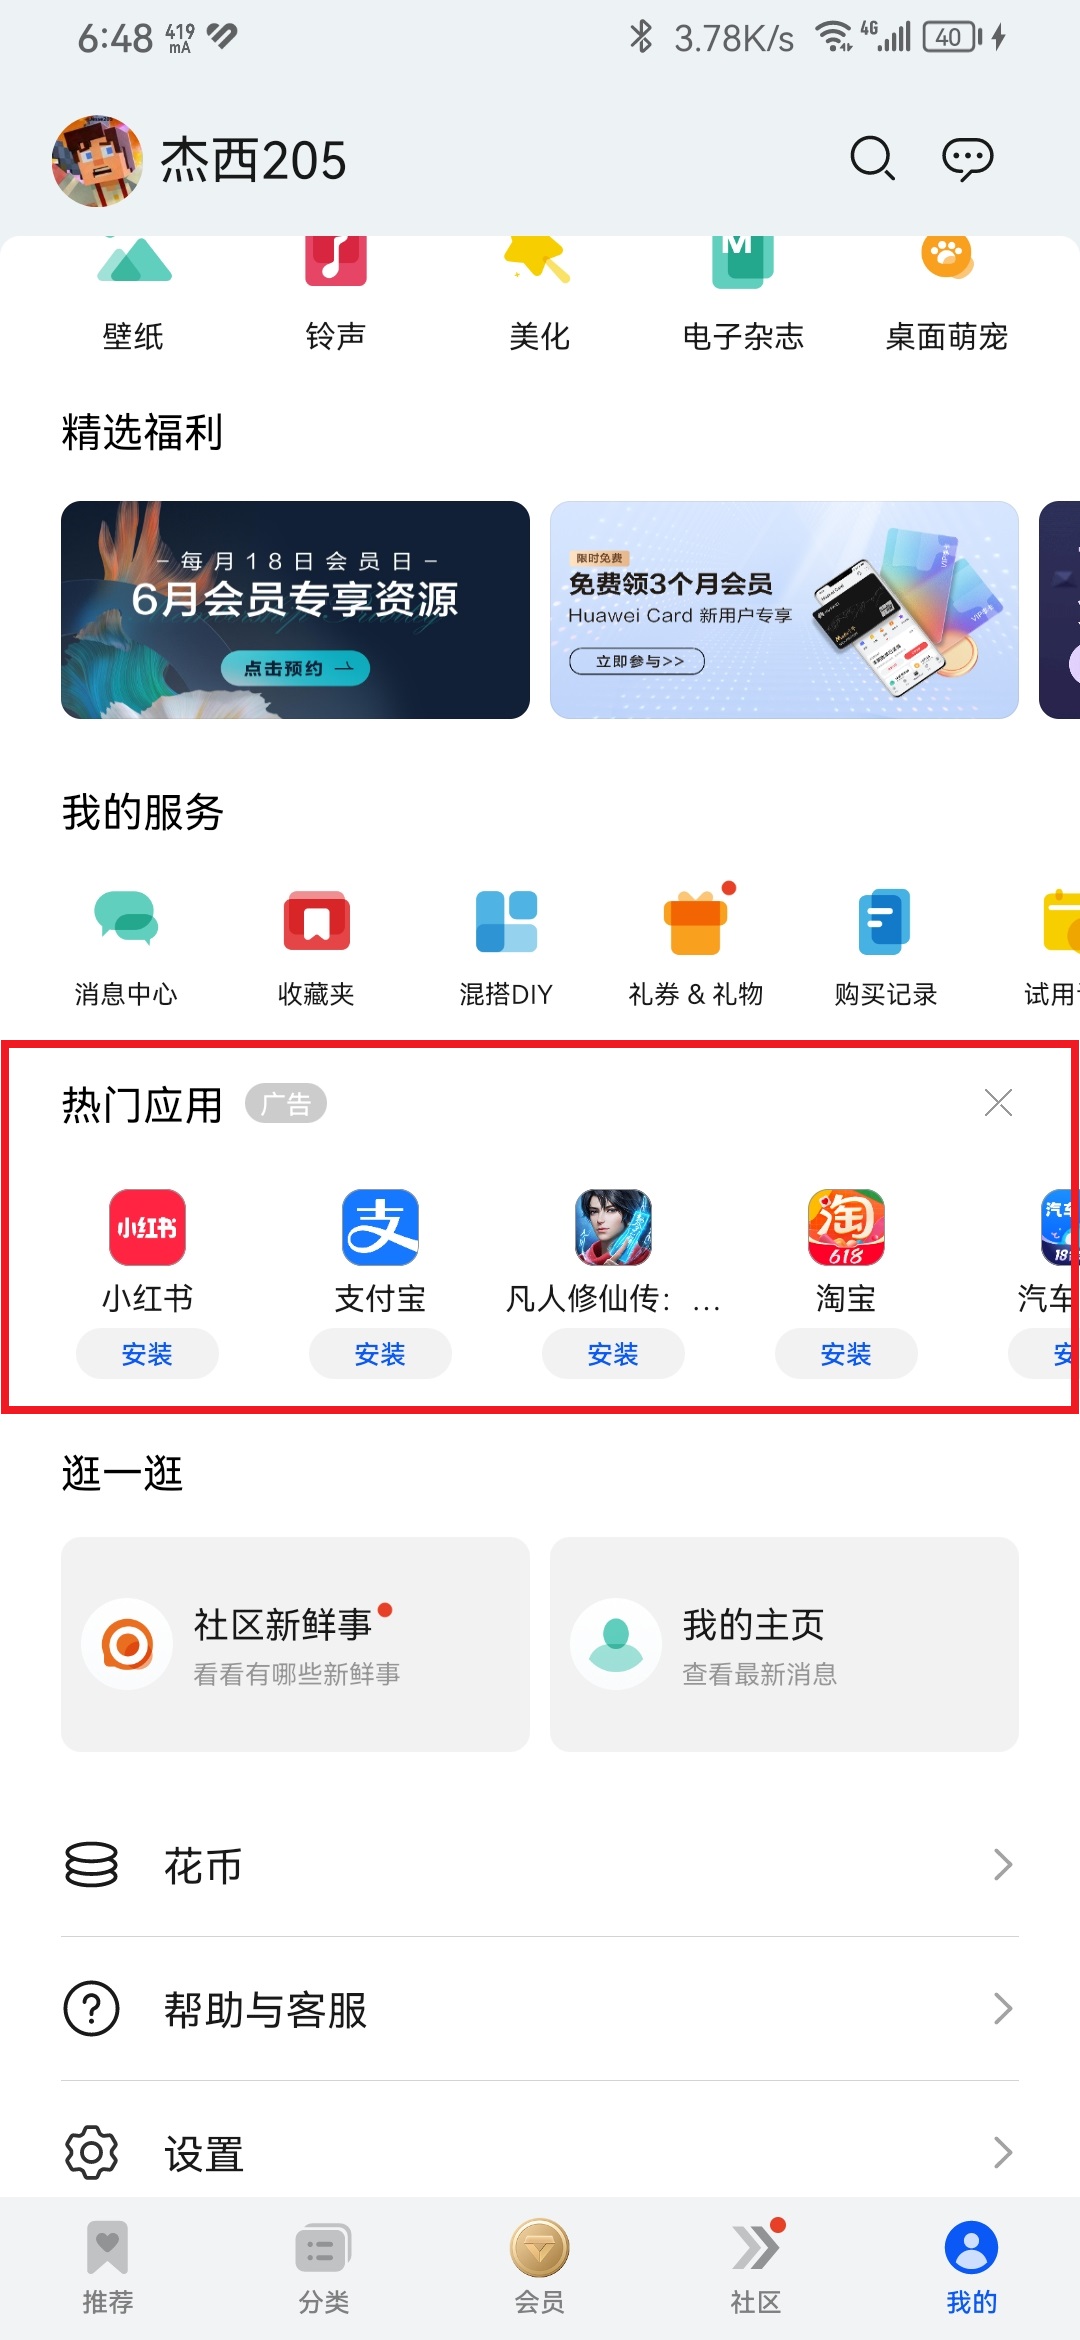 6:48 419 mA 3.78K/s 4G 40
杰西205
壁纸 铃声 美化 电子杂志 桌面萌宠
精选福利
每月18日会员日
6月会员专享资源
点击预约
限时免费
免费领3个月会员
Huawei Card 新用户专享
立即参与>>
我的服务
消息中心 收藏夹 混搭DIY 礼券 & 礼物 购买记录 试用
热门应用 广告
小红书 淘 618 汽车
小红书 支付宝 凡人修仙传：... 淘宝 汽车
安装 安装 安装 安装 安
逛一逛
社区新鲜事
看看有哪些新鲜事
我的主页
查看最新消息
花币
帮助与客服
设置
推荐 分类 会员 社区 我的